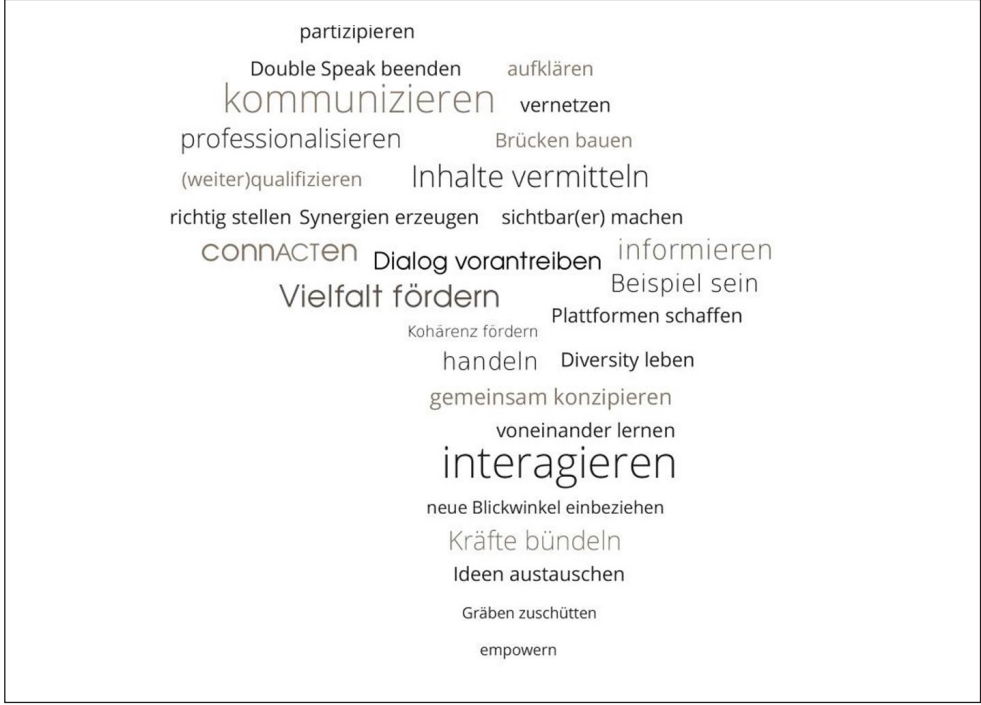 partizipieren
Double Speak beenden aufklären
kommunizieren vernetzen
professionalisieren Brücken bauen
(weiter)qualifizieren Inhalte vermitteln
richtig stellen Synergien erzeugen sichtbar(er) machen
connACTen Dialog vorantreiben informieren
Beispiel sein
Vielfalt fördern
Plattformen schaffen
Kohärenz fördern
handeln Diversity leben
gemeinsam konzipieren
voneinander lernen
interagieren
neue Blickwinkel einbeziehen
Kräfte bündeln
Ideen austauschen
Gräben zuschütten
empowern